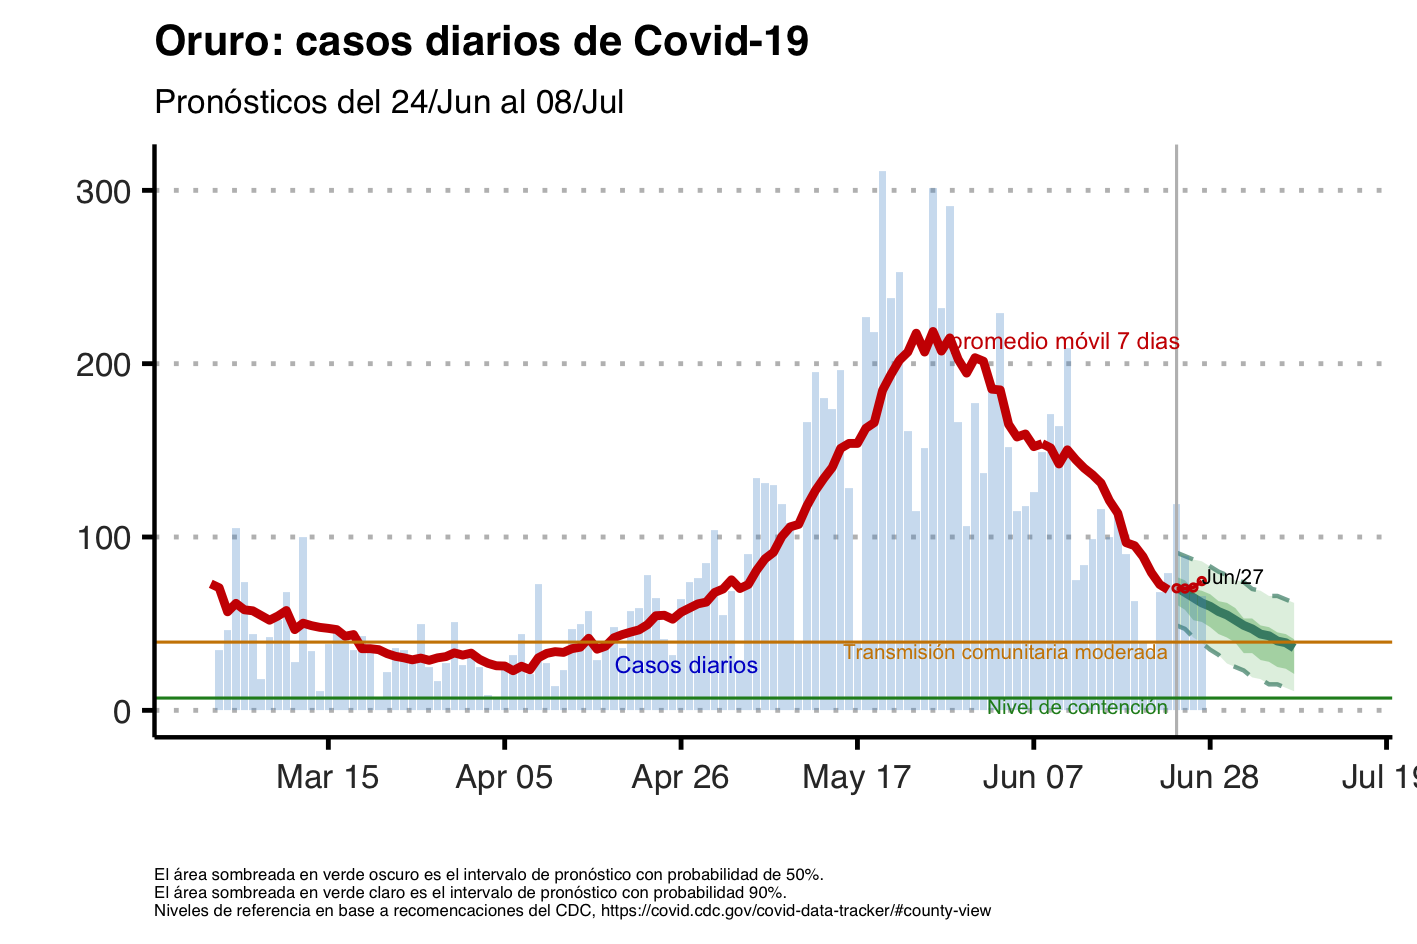 Oruro: casos diarios de Covid-19
Pronósticos del 24/Jun al 08/Jul
300
200
100
0
promedio móvil 7 dias
Jun/27
Transmisión comunitaria moderada
Casos diarios
Nivel de contención
Mar 15
Apr 05
Apr 26
May 17
Jun 07
Jun 28
Jul 19
El área sombreada en verde oscuro es el intervalo de pronóstico con probabilidad de 50%.
El área sombreada en verde claro es el intervalo de pronóstico con probabilidad 90%.
Niveles de referencia en base a recomencaciones del CDC, https://covid.cdc.gov/covid-data-tracker/#county-view